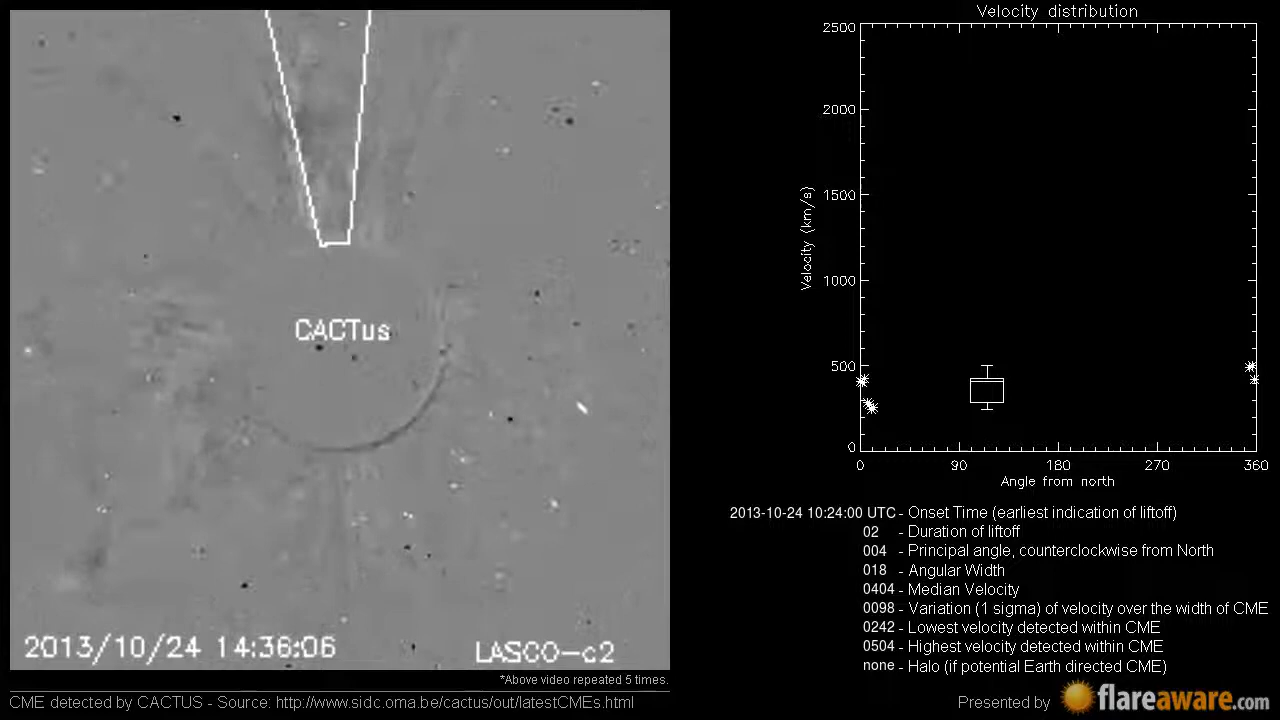 Velocity distribution
2500
2000
1500
1000
500
0
Velocity (km/s)
0 90 180 270 360
Angle from north
CACTus
2013/10/24 14:36:06 LASCO-c2
*Above video repeated 5 times.
2013-10-24 10:24:00 UTC - Onset Time (earliest indication of liftoff)
02 - Duration of liftoff
004 - Principal angle, counterclockwise from North
018 - Angular Width
0404 - Median Velocity
0098 - Variation (1 sigma) of velocity over the width of CME
0242 - Lowest velocity detected within CME
0504 - Highest velocity detected within CME
none - Halo (if potential Earth directed CME)
CME detected by CACTUS - Source: http://www.sidc.oma.be/cactus/out/latestCMEs.html
Presented by flareaware.com